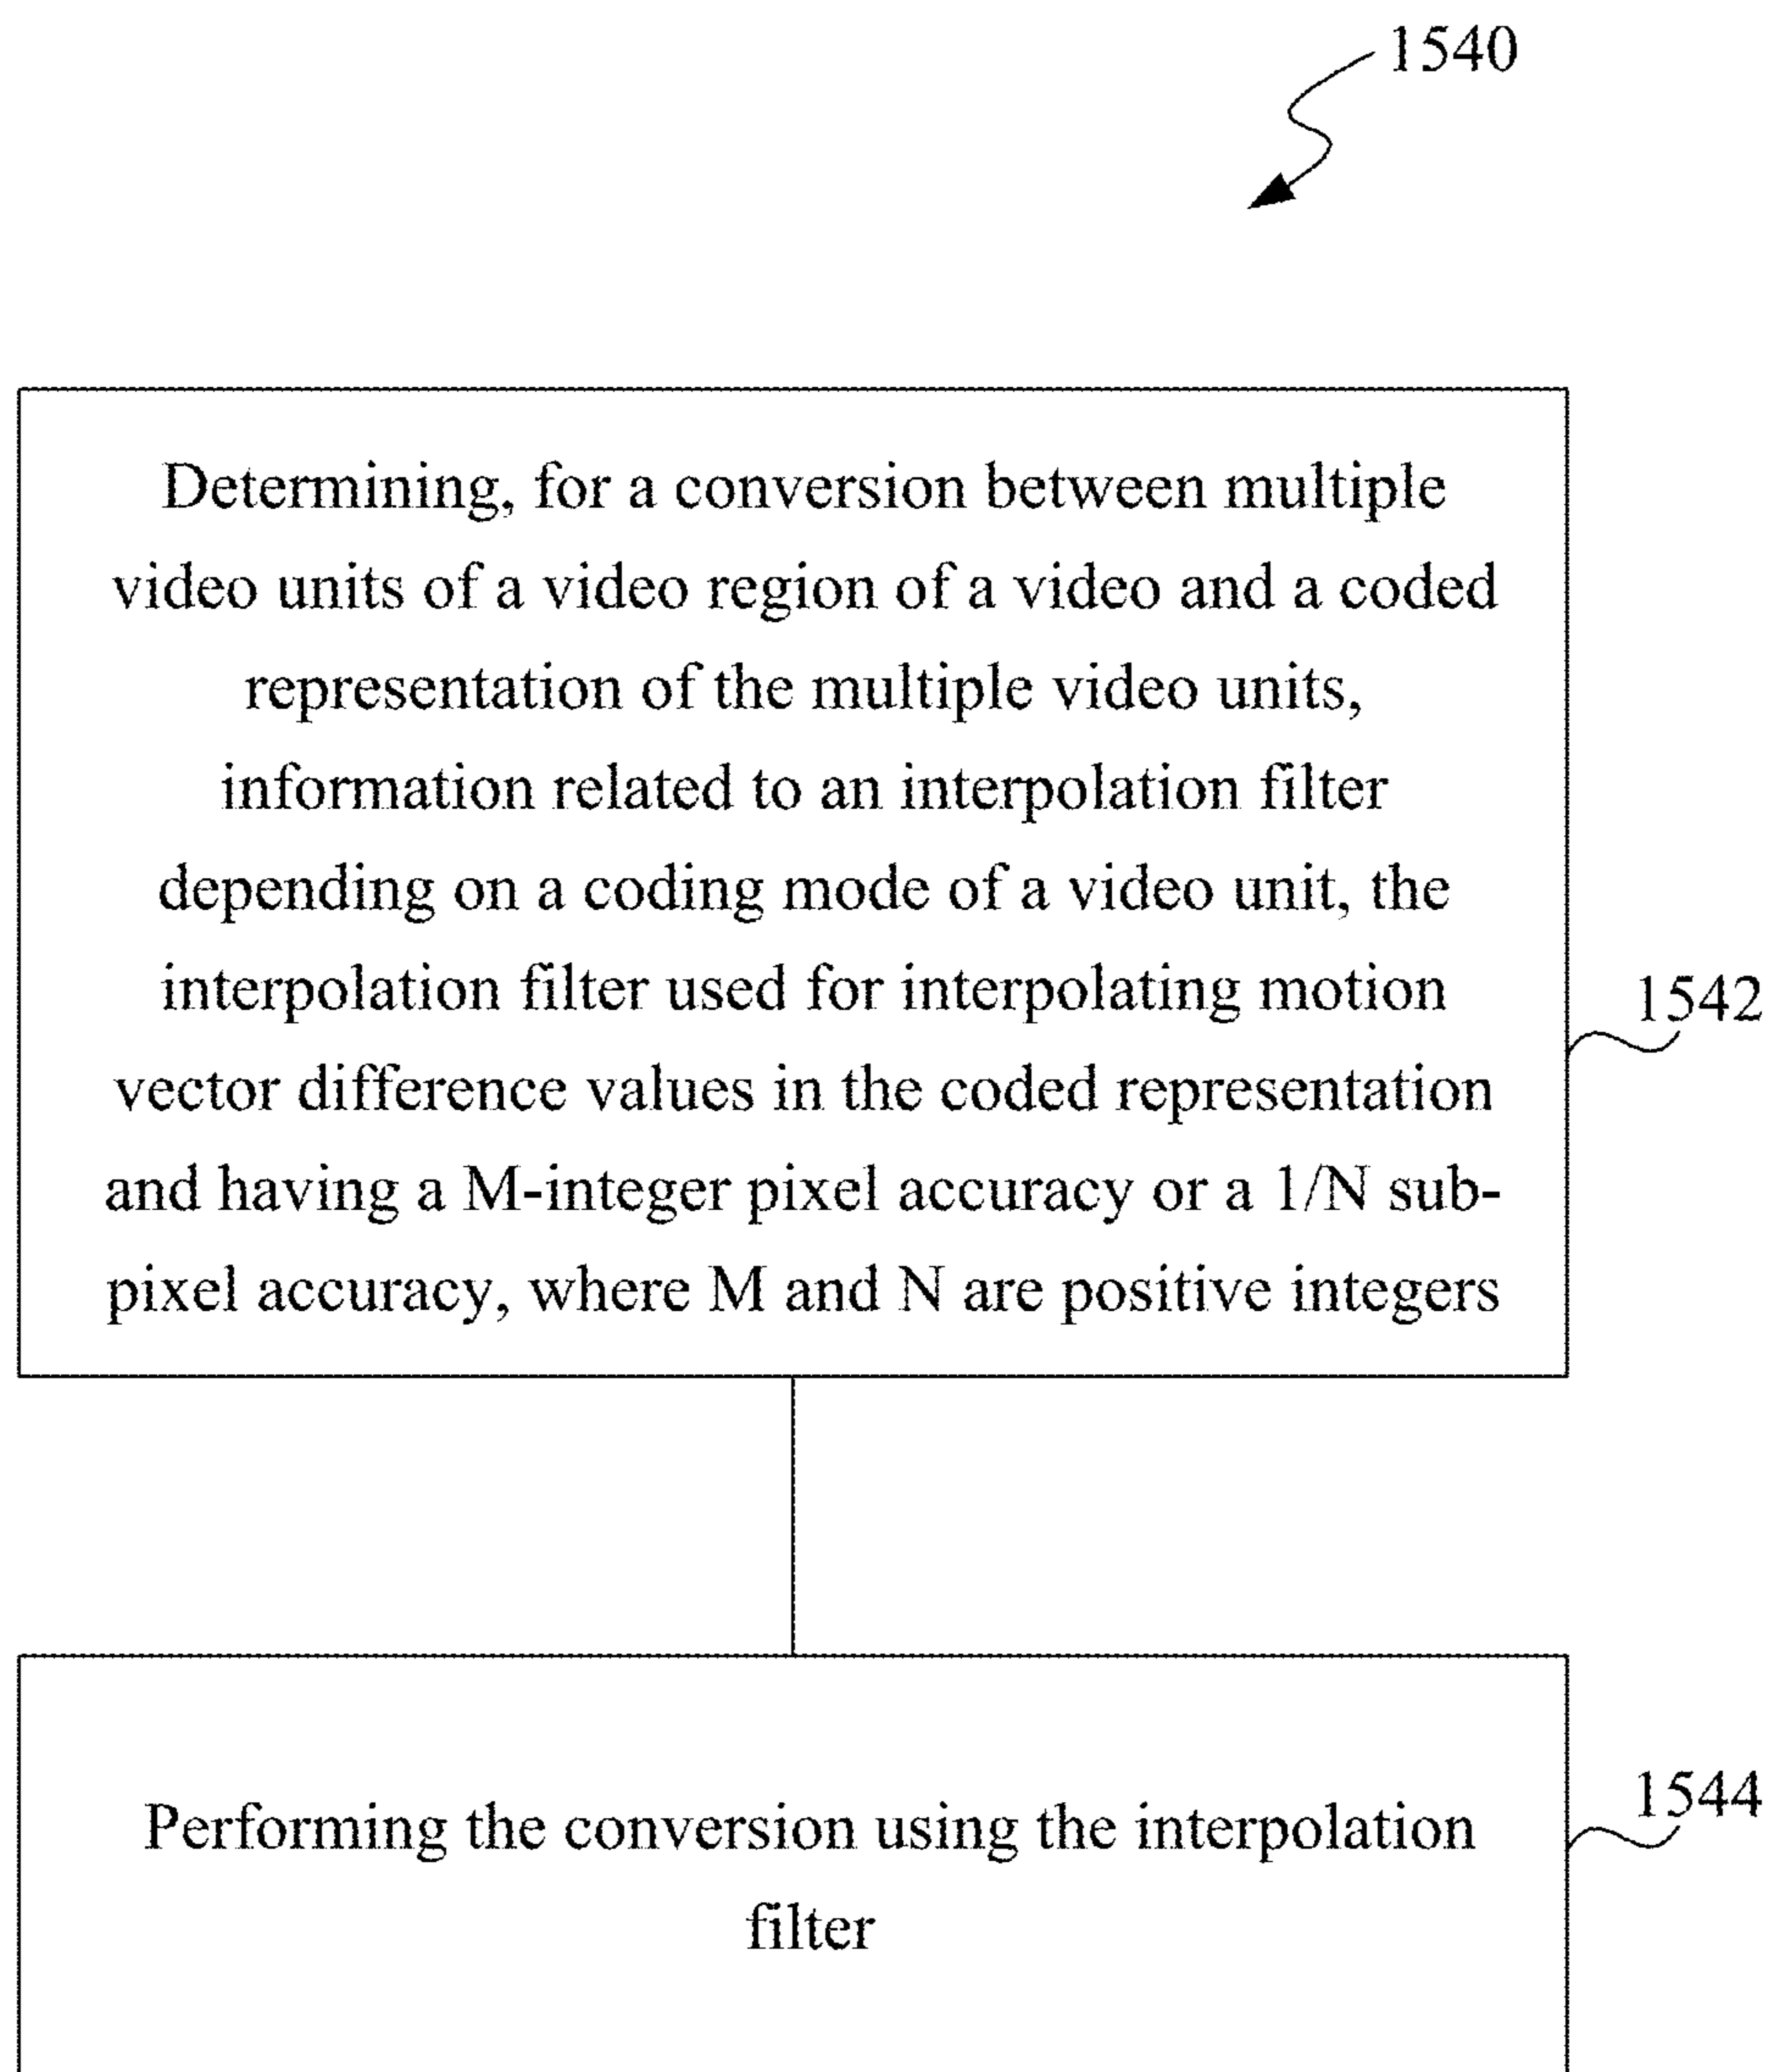 1540
Determining, for a conversion between multiple
video units of a video region of a video and a coded
representation of the multiple video units,
information related to an interpolation filter
depending on a coding mode of a video unit, the
interpolation filter used for interpolating motion
vector difference values in the coded representation
and having a M-integer pixel accuracy or a 1/N sub-
pixel accuracy, where M and N are positive integers
1542
Performing the conversion using the interpolation
filter
1544